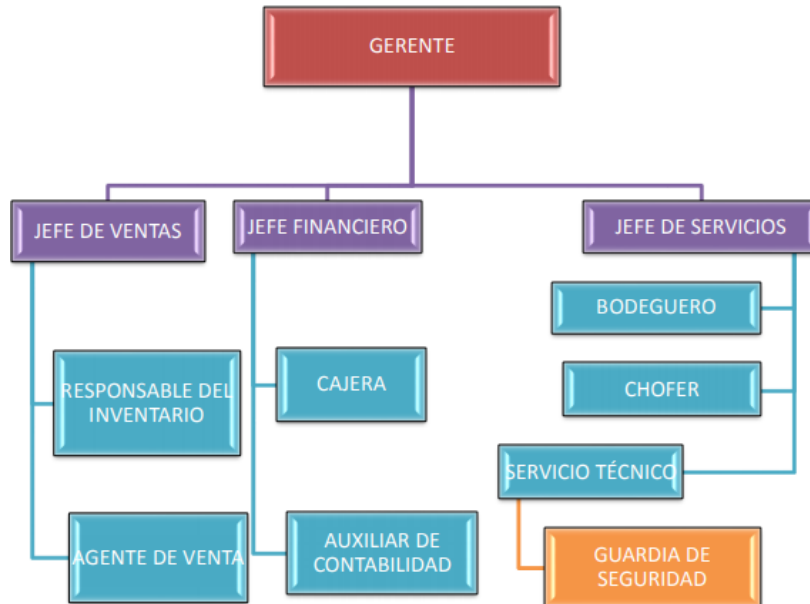 GERENTE
JEFE DE VENTAS
JEFE FINANCIERO
JEFE DE SERVICIOS
BODEGUERO
RESPONSABLE DEL
INVENTARIO
CAJERA
CHOFER
SERVICIO TÉCNICO
AGENTE DE VENTA
AUXILIAR DE
CONTABILIDAD
GUARDIA DE
SEGURIDAD